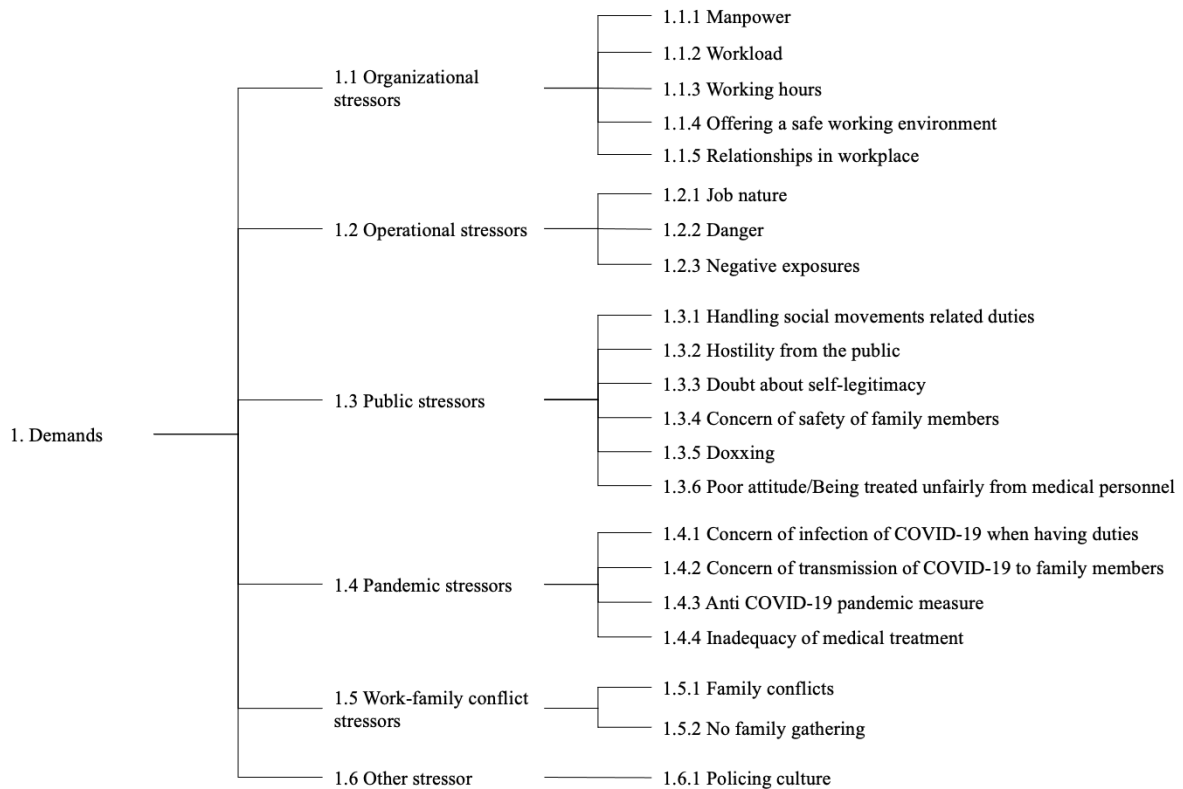 1. Demands
1.1 Organizational
stressors
1.1.1 Manpower
1.1.2 Workload
1.1.3 Working hours
1.1.4 Offering a safe working environment
1.1.5 Relationships in workplace
1.2 Operational stressors
1.2.1 Job nature
1.2.2 Danger
1.2.3 Negative exposures
1.3 Public stressors
1.3.1 Handling social movements related duties
1.3.2 Hostility from the public
1.3.3 Doubt about self-legitimacy
1.3.4 Concern of safety of family members
1.3.5 Doxxing
1.3.6 Poor attitude/Being treated unfairly from medical personnel
1.4 Pandemic stressors
1.4.1 Concern of infection of COVID-19 when having duties
1.4.2 Concern of transmission of COVID-19 to family members
1.4.3 Anti COVID-19 pandemic measure
1.4.4 Inadequacy of medical treatment
1.5 Work-family conflict
stressors
1.5.1 Family conflicts
1.5.2 No family gathering
1.6 Other stressor
1.6.1 Policing culture